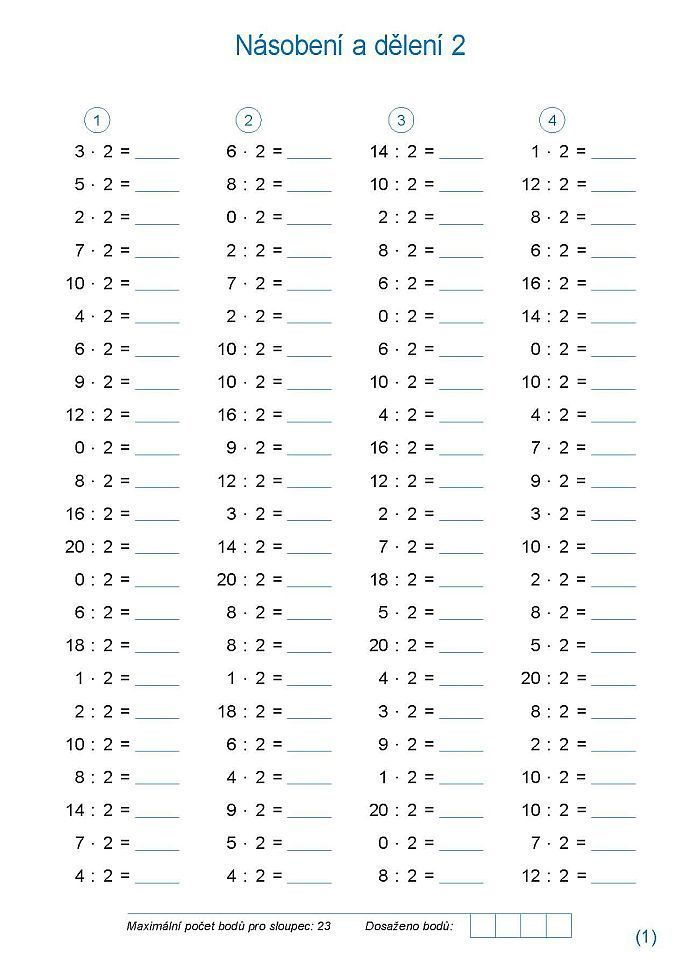 Násobení a dělení 2
1 2 3 4
3 · 2 = _____ 6 · 2 = _____ 14 : 2 = _____ 1 · 2 = _____
5 · 2 = _____ 8 : 2 = _____ 10 : 2 = _____ 12 : 2 = _____
2 · 2 = _____ 0 · 2 = _____ 2 : 2 = _____ 8 · 2 = _____
7 · 2 = _____ 2 : 2 = _____ 8 · 2 = _____ 6 : 2 = _____
10 · 2 = _____ 7 · 2 = _____ 6 : 2 = _____ 16 : 2 = _____
4 · 2 = _____ 2 · 2 = _____ 0 : 2 = _____ 14 : 2 = _____
6 · 2 = _____ 10 : 2 = _____ 6 · 2 = _____ 0 : 2 = _____
9 · 2 = _____ 10 · 2 = _____ 10 · 2 = _____ 10 : 2 = _____
12 : 2 = _____ 16 : 2 = _____ 4 : 2 = _____ 4 : 2 = _____
0 · 2 = _____ 9 · 2 = _____ 16 : 2 = _____ 7 · 2 = _____
8 · 2 = _____ 12 : 2 = _____ 12 : 2 = _____ 9 · 2 = _____
16 : 2 = _____ 3 · 2 = _____ 2 · 2 = _____ 3 · 2 = _____
20 : 2 = _____ 14 : 2 = _____ 7 · 2 = _____ 10 · 2 = _____
0 : 2 = _____ 20 : 2 = _____ 18 : 2 = _____ 2 · 2 = _____
6 : 2 = _____ 8 · 2 = _____ 5 · 2 = _____ 8 · 2 = _____
18 : 2 = _____ 8 : 2 = _____ 20 : 2 = _____ 5 · 2 = _____
1 · 2 = _____ 1 · 2 = _____ 4 · 2 = _____ 20 : 2 = _____
2 : 2 = _____ 18 : 2 = _____ 3 · 2 = _____ 8 : 2 = _____
10 : 2 = _____ 6 : 2 = _____ 9 · 2 = _____ 2 : 2 = _____
8 : 2 = _____ 4 · 2 = _____ 1 · 2 = _____ 10 · 2 = _____
14 : 2 = _____ 9 · 2 = _____ 20 : 2 = _____ 10 : 2 = _____
7 · 2 = _____ 5 · 2 = _____ 0 · 2 = _____ 7 · 2 = _____
4 : 2 = _____ 4 : 2 = _____ 8 : 2 = _____ 12 : 2 = _____
Maximální počet bodů pro sloupec: 23 Dosaženo bodů:
(1)